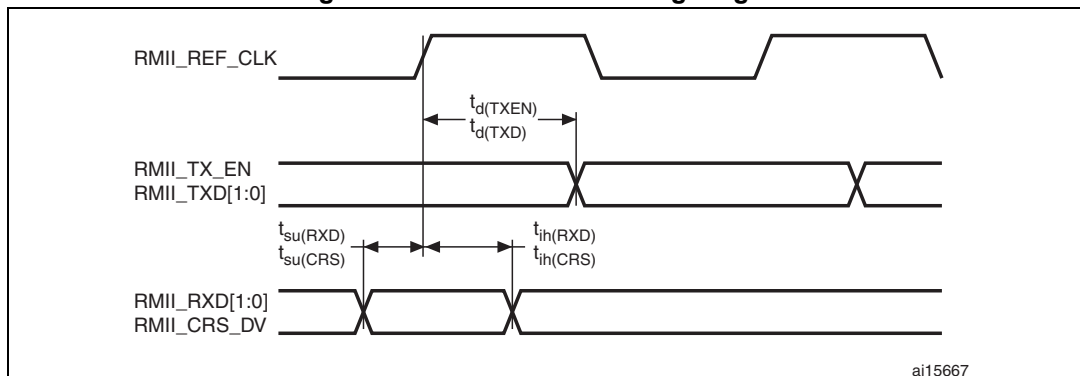 RMII_REF_CLK
td(TXEN)
td(TXD)
RMII_TX_EN
RMII_TXD[1:0]
tsu(RXD)
tsu(CRS)
tih(RXD)
tih(CRS)
RMII_RXD[1:0]
RMII_CRS_DV
ai15667